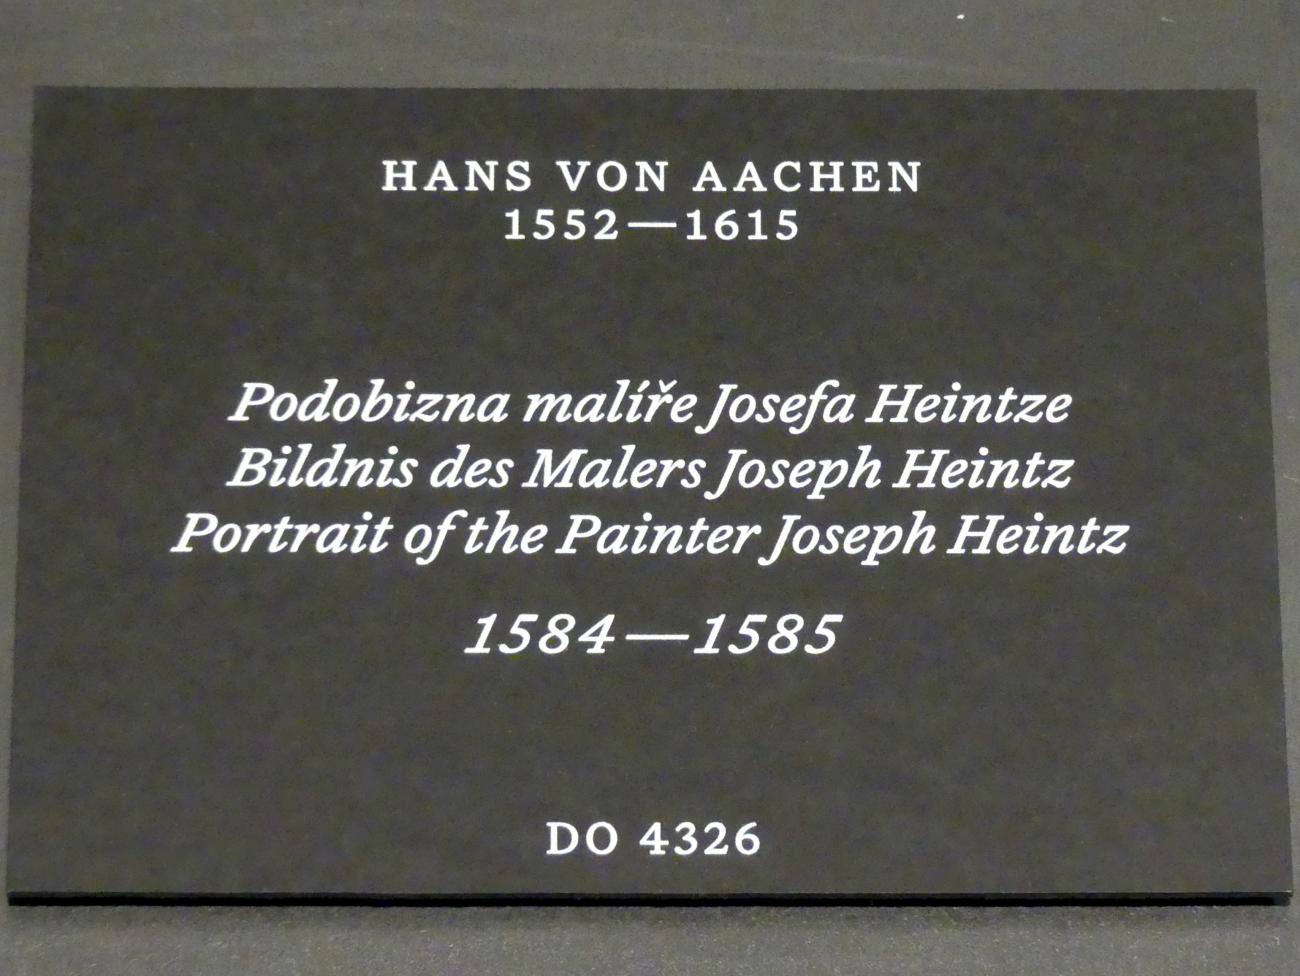 HANS VON AACHEN
1552—1615
Podobizna malíře Josefa Heintze
Bildnis des Malers Joseph Heintz
Portrait of the Painter Joseph Heintz
1584—1585
DO 4326